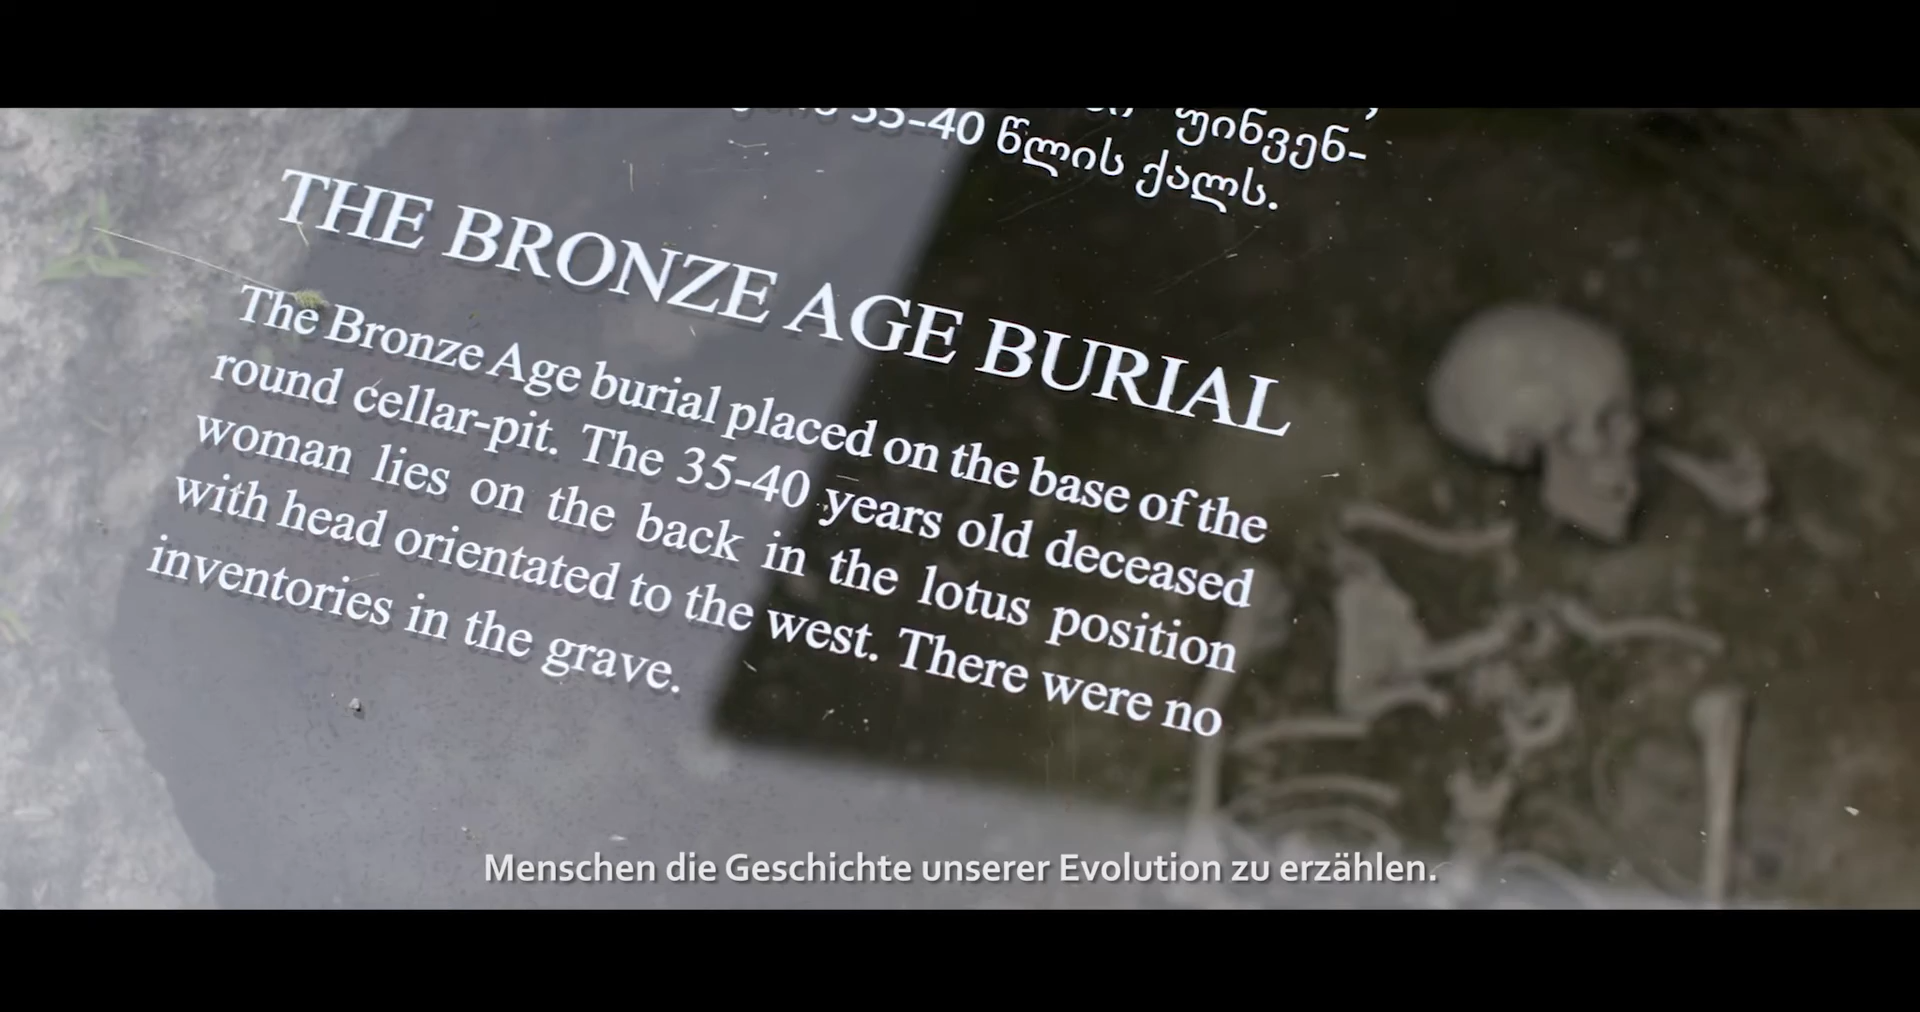 35-40 წლის ქალს.
უინვენ-
THE BRONZE AGE BURIAL
The Bronze Age burial placed on the base of the
round cellar-pit. The 35-40 years old deceased
woman lies on the back in the lotus position
with head orientated to the west. There were no
inventories in the grave.
Menschen die Geschichte unserer Evolution zu erzählen.